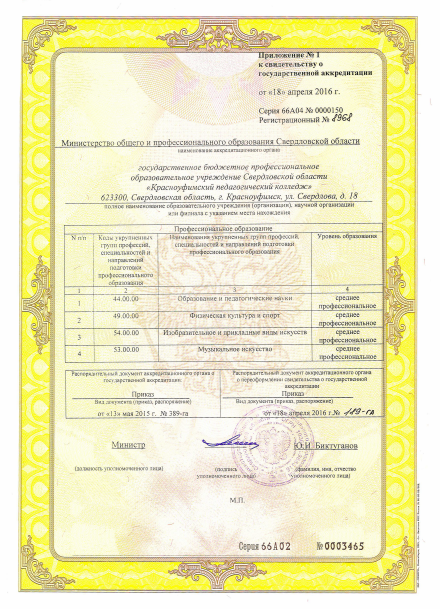 Приложение № 1
к свидетельству о
государственной аккредитации
от «18» апреля 2016 г.
Серия 66А04 № 0000150
Регистрационный № 8968
Министерство общего и профессионального образования Свердловской области
наименование аккредитационного органа
государственное бюджетное профессиональное
образовательное учреждение Свердловской области
«Красноуфимский педагогический колледж»
623300, Свердловская область, г. Красноуфимск, ул. Свердлова, д. 18
полное наименование образовательного учреждения (организации), научной организации
или филиала с указанием места нахождения
Профессиональное образование
N п/п
Коды укрупненных
групп профессий,
специальностей и
направлений
подготовки
профессионального
образования
Наименования укрупненных групп профессий,
специальностей и направлений подготовки
профессионального образования
Уровень образования
1 2 3 4
1 44.00.00 Образование и педагогические науки среднее
профессиональное
2 49.00.00 Физическая культура и спорт среднее
профессиональное
3 54.00.00 Изобразительное и прикладные виды искусств среднее
профессиональное
4 53.00.00 Музыкальное искусство среднее
профессиональное
Распорядительный документ аккредитационного органа о
государственной аккредитации
Приказ
Вид документа (приказ, распоряжение)
от «13» мая 2015 г. № 389-га
Распорядительный документ аккредитационного органа
о переоформлении свидетельства о государственной
аккредитации
Приказ
Вид документа (приказ, распоряжение)
от «18» апреля 2016 г. № 189-га
Министр Ю.И. Биктуганов
(должность уполномоченного лица)
(подпись
уполномоченного лица)
(фамилия, имя, отчество
уполномоченного лица)
М.П.
Серия 66А02 № 0003465